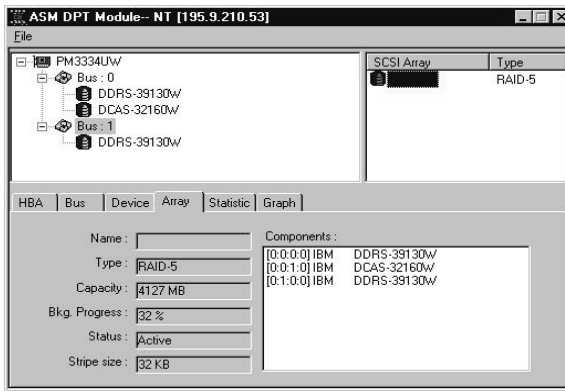 ASM DPT Module-- NT [195.9.210.53]
File
PM3334UW
Bus : 0
DDRS-39130W
DCAS-32160W
Bus : 1
DDRS-39130W
SCSI Array Type
RAID-5
HBA Bus Device Array Statistic Graph
Name :
Type : RAID-5
Capacity : 4127 MB
Bkg. Progress : 32 %
Status : Active
Stripe size : 32 KB
Components :
[0:0:0:0] IBM DDRS-39130W
[0:0:1:0] IBM DCAS-32160W
[0:1:0:0] IBM DDRS-39130W